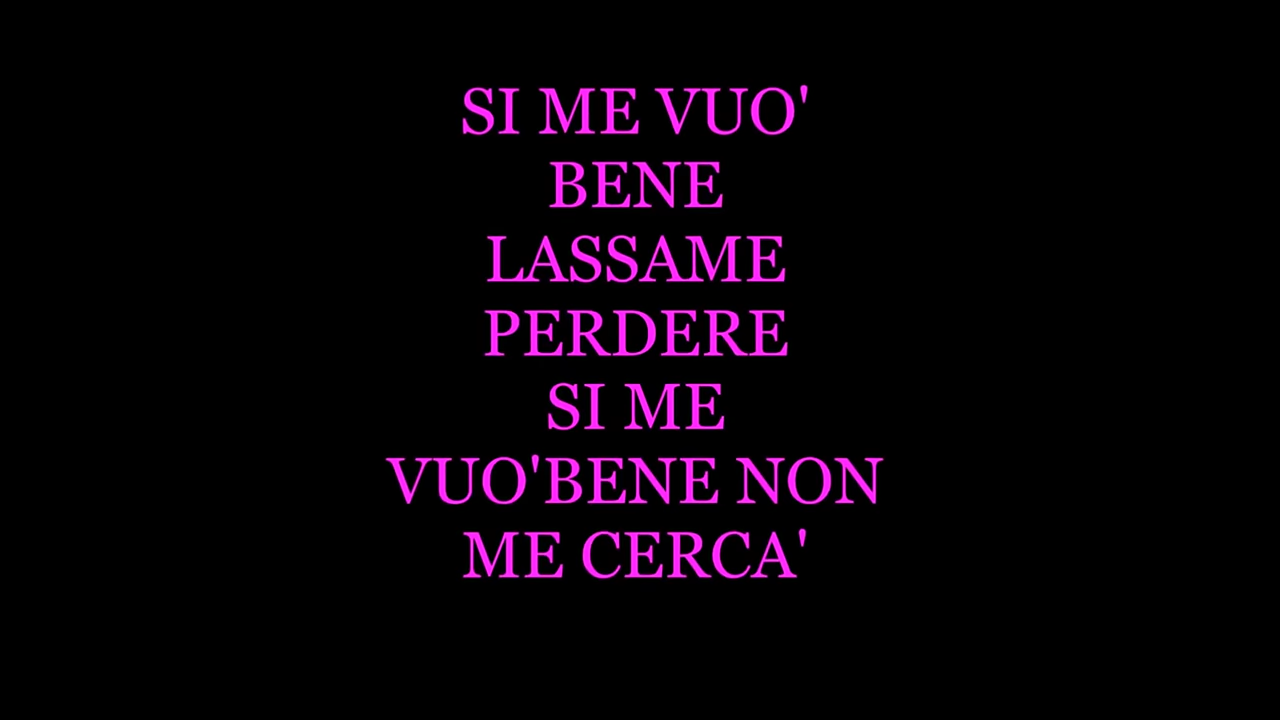 SI ME VUO'
BENE
LASSAME
PERDERE
SI ME
VUO'BENE NON
ME CERCA'